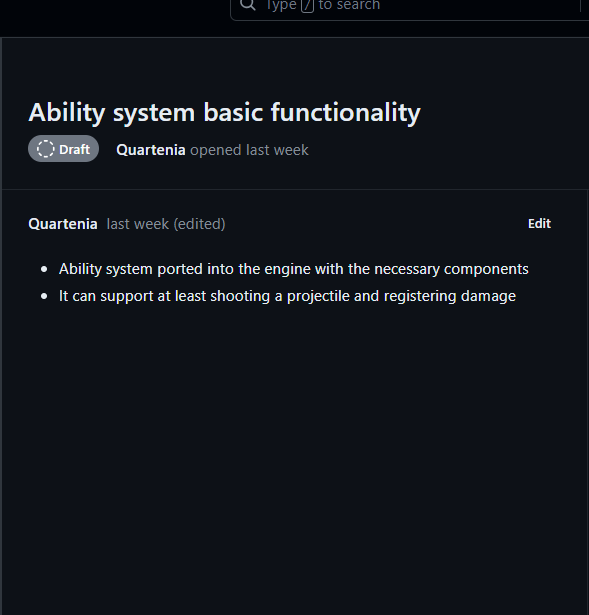 Type / to search
Ability system basic functionality
Draft Quartenia opened last week
Quartenia last week (edited) Edit
• Ability system ported into the engine with the necessary components
• It can support at least shooting a projectile and registering damage